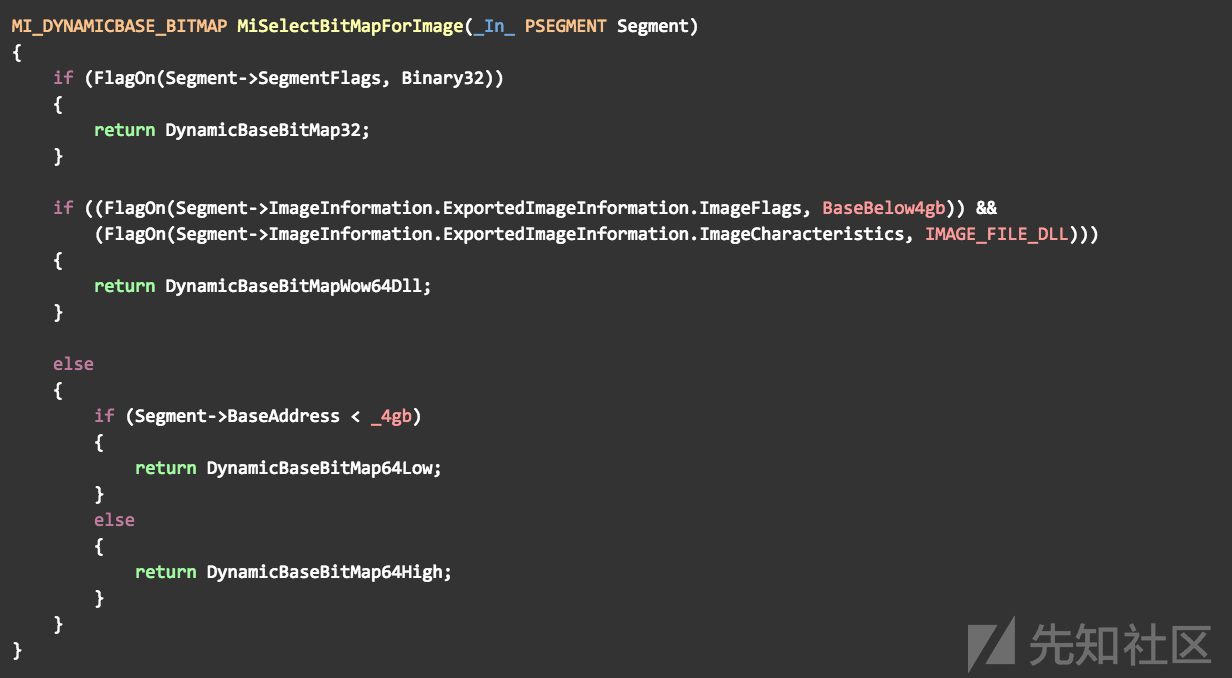 MI_DYNAMICBASE_BITMAP MiSelectBitMapForImage(_In_ PSEGMENT Segment)
{
    if (FlagOn(Segment->SegmentFlags, Binary32))
    {
        return DynamicBaseBitMap32;
    }

    if ((FlagOn(Segment->ImageInformation.ExportedImageInformation.ImageFlags, BaseBelow4gb)) &&
        (FlagOn(Segment->ImageInformation.ExportedImageInformation.ImageCharacteristics, IMAGE_FILE_DLL)))
    {
        return DynamicBaseBitMapWow64Dll;
    }

    else
    {
        if (Segment->BaseAddress < _4gb)
        {
            return DynamicBaseBitMap64Low;
        }
        else
        {
            return DynamicBaseBitMap64High;
        }
    }
}
先知社区